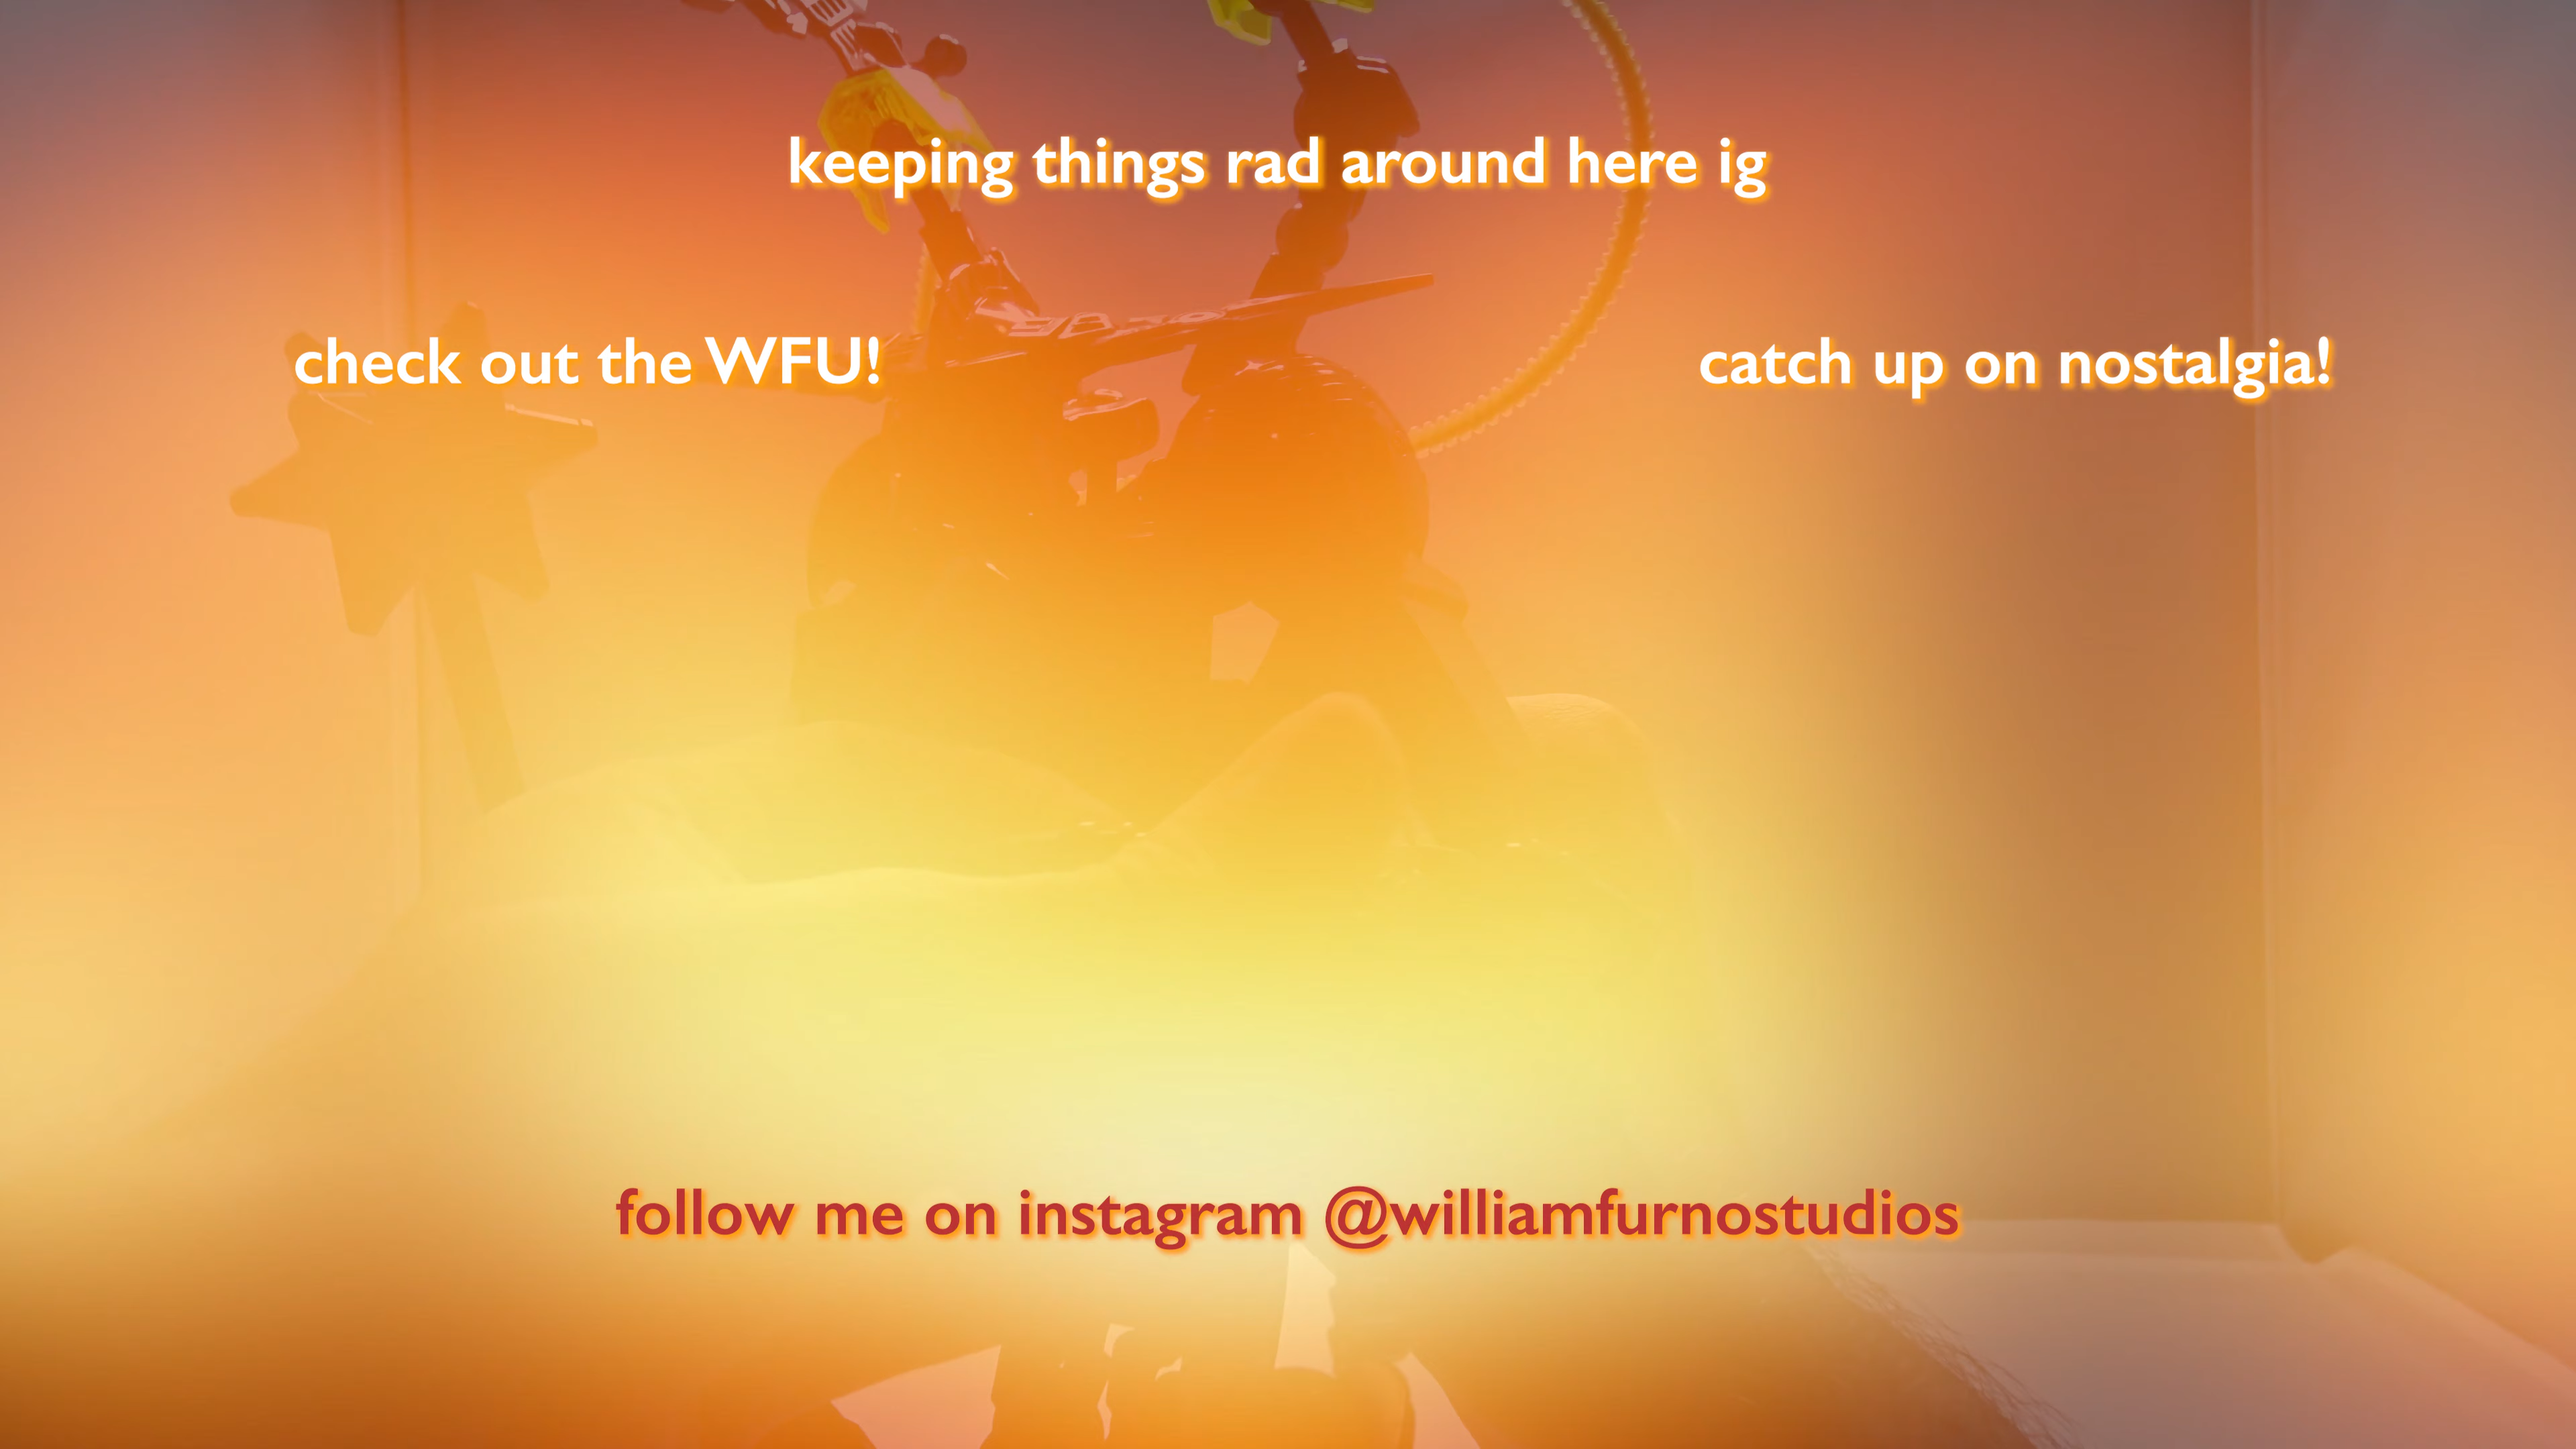 keeping things rad around here ig
check out the WFU!
catch up on nostalgia!
follow me on instagram @williamfurnostudios